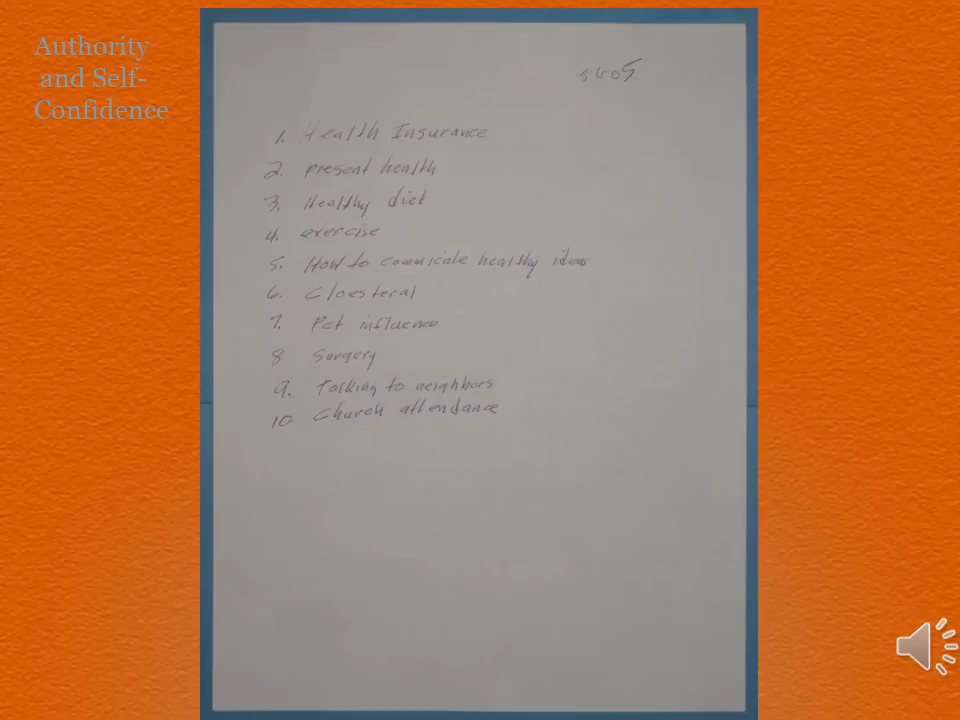 Authority
and Self-
Confidence
1. Health Insurance
2. present health
3. Healthy diet
4. exercise
5. How to commicate healthy ideas
6. Cloesteral
7. Pet influence
8 Surgery
9. Talking to neighbors
10 Church attendance